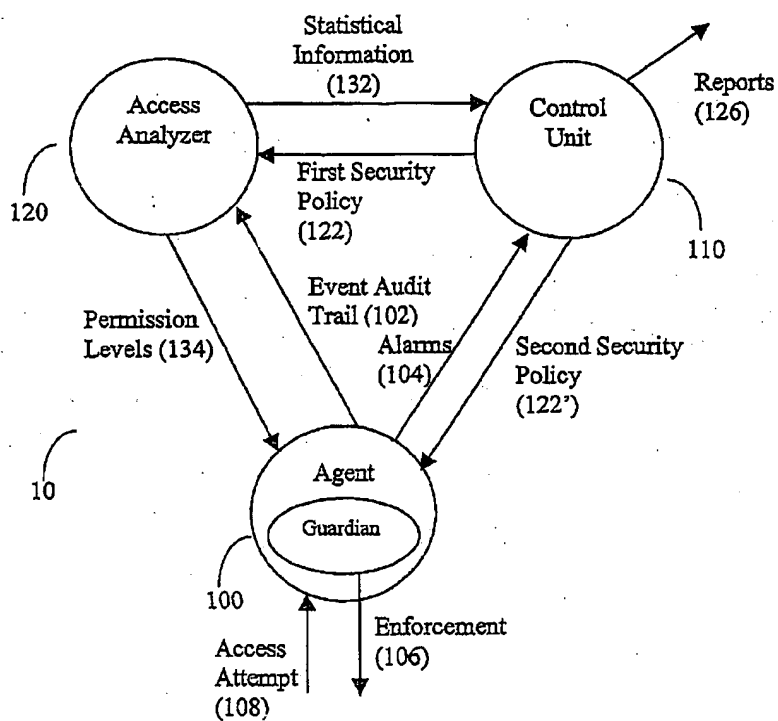 Statistical
Information
(132)
Access
Analyzer
Control
Unit
Reports
(126)
First Security
Policy
(122)
120
110
Event Audit
Trail (102)
Permission
Levels (134)
Alarms
(104)
Second Security
Policy
(122')
10
Agent
Guardian
100
Access
Attempt
(108)
Enforcement
(106)